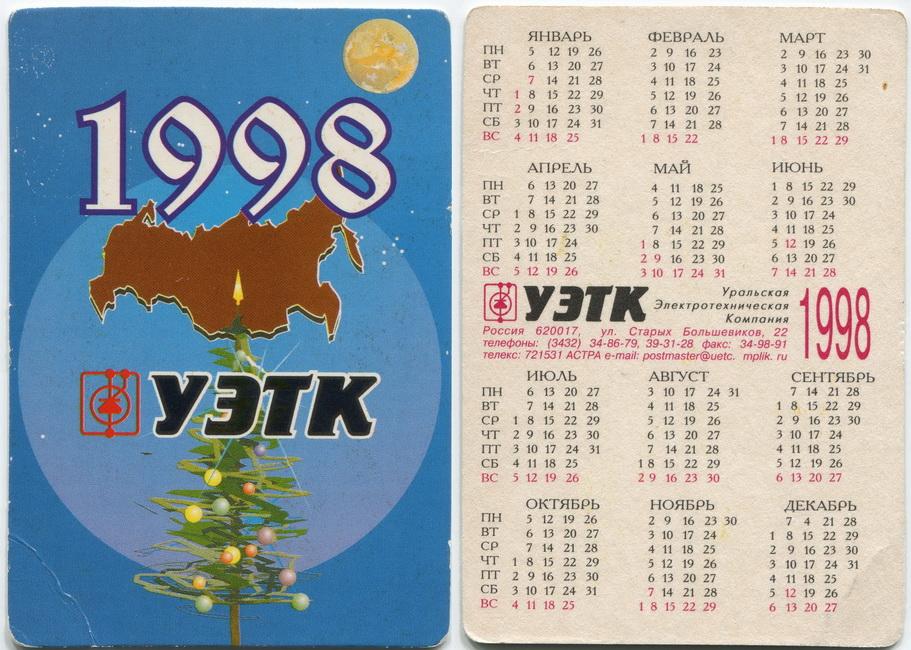 1998
УЭТК
ЯНВАРЬ ФЕВРАЛЬ МАРТ
ПН 5 12 19 26 2 9 16 23 2 9 16 23 30
ВТ 6 13 20 27 3 10 17 24 3 10 17 24 31
СР 7 14 21 28 4 11 18 25 4 11 18 25
ЧТ 1 8 15 22 29 5 12 19 26 5 12 19 26
ПТ 2 9 16 23 30 6 13 20 27 6 13 20 27
СБ 3 10 17 24 31 7 14 21 28 7 14 21 28
ВС 4 11 18 25 1 8 15 22 1 8 15 22 29
АПРЕЛЬ МАЙ ИЮНЬ
ПН 6 13 20 27 4 11 18 25 1 8 15 22 29
ВТ 7 14 21 28 5 12 19 26 2 9 16 23 30
СР 1 8 15 22 29 6 13 20 27 3 10 17 24
ЧТ 2 9 16 23 30 7 14 21 28 4 11 18 25
ПТ 3 10 17 24 1 8 15 22 29 5 12 19 26
СБ 4 11 18 25 2 9 16 23 30 6 13 20 27
ВС 5 12 19 26 3 10 17 24 31 7 14 21 28
УЭТК Уральская Электротехническая Компания 1998
Россия 620017, ул. Старых Большевиков, 22
телефоны: (3432) 34-86-79, 39-31-28 факс: 34-98-91
телекс: 721531 АСТРА e-mail: postmaster@uetc. mplik. ru
ИЮЛЬ АВГУСТ СЕНТЯБРЬ
ПН 6 13 20 27 3 10 17 24 31 7 14 21 28
ВТ 7 14 21 28 4 11 18 25 1 8 15 22 29
СР 1 8 15 22 29 5 12 19 26 2 9 16 23 30
ЧТ 2 9 16 23 30 6 13 20 27 3 10 17 24
ПТ 3 10 17 24 31 7 14 21 28 4 11 18 25
СБ 4 11 18 25 1 8 15 22 29 5 12 19 26
ВС 5 12 19 26 2 9 16 23 30 6 13 20 27
ОКТЯБРЬ НОЯБРЬ ДЕКАБРЬ
ПН 5 12 19 26 2 9 16 23 30 7 4 21 28
ВТ 6 13 20 27 3 10 17 24 1 8 15 22 29
СР 7 14 21 28 4 11 18 25 2 9 16 23 30
ЧТ 1 8 15 22 29 5 12 19 26 3 10 17 24 31
ПТ 2 9 16 23 30 6 13 20 27 4 11 18 25
СБ 3 10 17 24 31 7 14 21 28 5 12 19 26
ВС 4 11 18 25 1 8 15 22 29 6 13 20 27